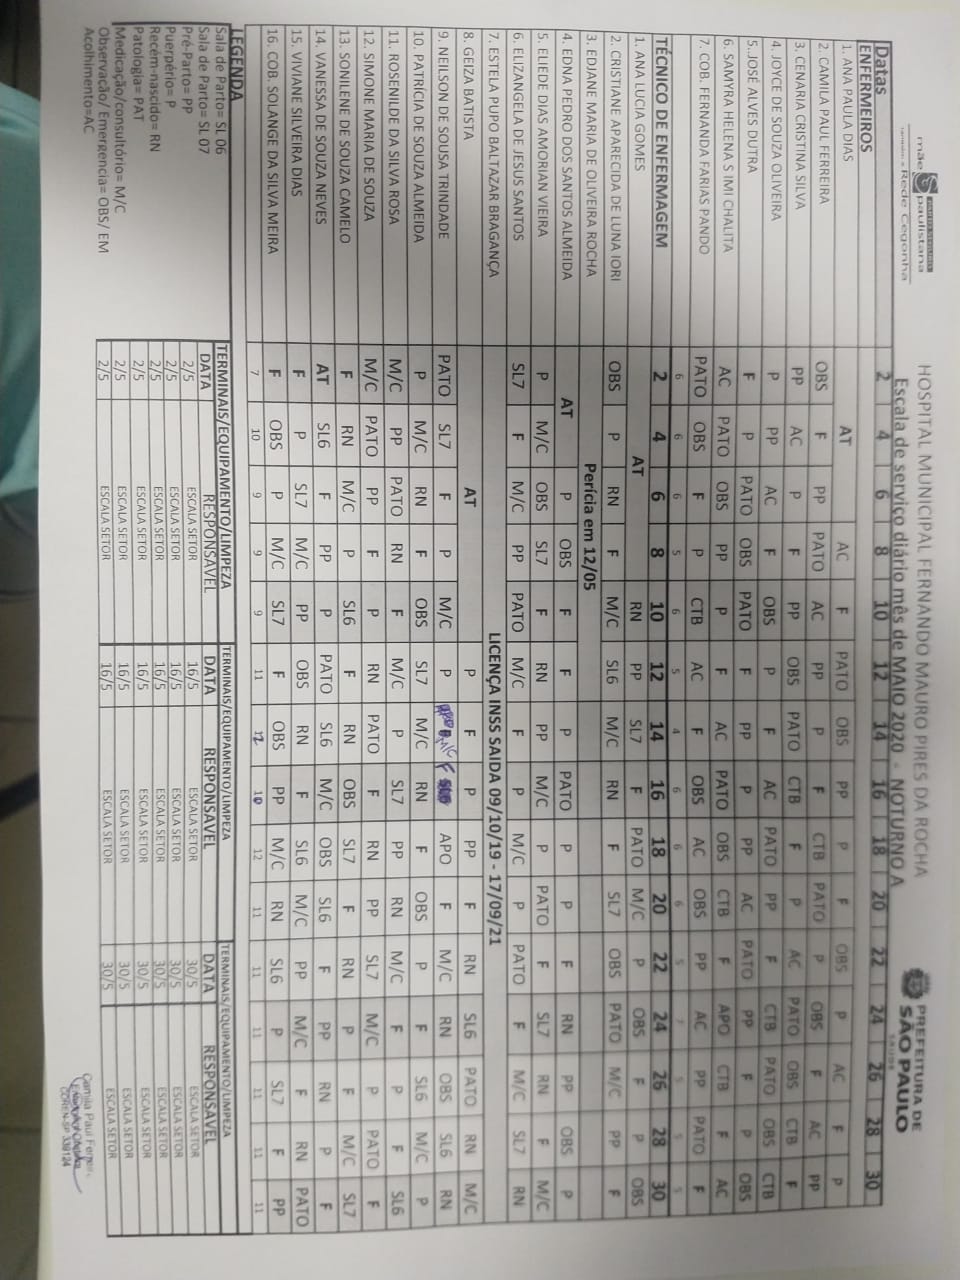 PARTO SEGURO
mãe paulistana
Rede Cegonha
HOSPITAL MUNICIPAL FERNANDO MAURO PIRES DA ROCHA
Escala de serviço diário mês de MAIO 2020 - NOTURNO A
PREFEITURA DE
SÃO PAULO
SAÚDE
Datas 2 4 6 8 10 12 14 16 18 20 22 24 26 28 30
ENFERMEIROS
1. ANA PAULA DIAS AT AC F PATO OBS PP P F OBS P AC F P
2. CAMILA PAUL FERREIRA OBS F PP PATO AC PP P F CTB PATO P OBS F AC PP
3. CENARIA CRISTINA SILVA PP AC P F PP OBS PATO CTB F P AC PATO OBS CTB F
4. JOYCE DE SOUZA OLIVEIRA P PP AC F OBS P F AC PATO PP F CTB PATO OBS CTB
5..JOSÉ ALVES DUTRA F P PATO OBS PATO F PP P PP AC PATO PP F P OBS
6. SAMYRA HELENA S IMI CHALITA AC PATO OBS PP P F AC PATO OBS CTB F APO CTB F AC
7. COB. FERNANDA FARIAS PANDO PATO OBS F P CTB AC F OBS AC OBS PP AC PP PATO F
6 6 6 5 6 5 4 6 6 6 5 7 5 5 5
TÉCNICO DE ENFERMAGEM 2 4 6 8 10 12 14 16 18 20 22 24 26 28 30
1. ANA LUCIA GOMES AT RN PP SL7 F PATO M/C P OBS F P OBS
2. CRISTIANE APARECIDA DE LUNA IORI OBS P RN F M/C SL6 M/C RN F SL7 OBS PATO M/C PP F
3. EDJANE MARIA DE OLIVEIRA ROCHA Perícia em 12/05
4. EDNA PEDRO DOS SANTOS ALMEIDA AT P OBS F F P PATO P P F RN PP OBS P
5. ELIEDE DIAS AMORIAN VIEIRA P M/C OBS SL7 F RN PP M/C P PATO F SL7 RN F M/C
6. ELIZANGELA DE JESUS SANTOS SL7 F M/C PP PATO M/C F P M/C P PATO F M/C SL7 RN
7. ESTELA PUPO BALTAZAR BRAGANÇA LICENÇA INSS SAIDA 09/10/19 - 17/09/21
8. GEIZA BATISTA AT P F P PP F RN SL6 PATO RN M/C
9. NEILSON DE SOUSA TRINDADE PATO SL7 F P M/C P M/C F APO F M/C RN OBS SL6 RN
10. PATRÍCIA DE SOUZA ALMEIDA P M/C RN F OBS SL7 M/C RN F OBS P F SL6 M/C P
11. ROSENILDE DA SILVA ROSA M/C PP PATO RN F M/C P SL7 PP RN M/C F P F SL6
12. SIMONE MARIA DE SOUZA M/C PATO PP F P RN PATO F RN PP SL7 M/C P PATO F
13. SONILENE DE SOUZA CAMELO F RN M/C P SL6 F RN OBS SL7 F RN P F M/C SL7
14. VANESSA DE SOUZA NEVES AT SL6 F PP P PATO SL6 M/C OBS SL6 F PP RN P F
15. VIVIANE SILVEIRA DIAS F P SL7 M/C PP OBS RN F SL6 M/C PP M/C F RN PATO
16. COB. SOLANGE DA SILVA MEIRA F OBS P M/C SL7 F OBS PP M/C RN SL6 P SL7 F PP
7 10 9 9 9 11 12 10 12 11 11 11 11 11 11
LEGENDA
Sala de Parto= SL 06
Sala de Parto= SL 07
Pré-Parto= PP
Puerpério= P
Recém-nascido= RN
Patologia= PAT
Medicação/consultório= M/C
Observação/ Emergencia= OBS/ EM
Acolhimento=AC
TERMINAIS/EQUIPAMENTO/LIMPEZA TERMINAIS/EQUIPAMENTO/LIMPEZA TERMINAIS/EQUIPAMENTO/LIMPEZA
DATA RESPONSAVEL DATA RESPONSÁVEL DATA RESPONSÁVEL
2/5 ESCALA SETOR 16/5 ESCALA SETOR 30/5 ESCALA SETOR
2/5 ESCALA SETOR 16/5 ESCALA SETOR 30/5 ESCALA SETOR
2/5 ESCALA SETOR 16/5 ESCALA SETOR 30/5 ESCALA SETOR
2/5 ESCALA SETOR 16/5 ESCALA SETOR 30/5 ESCALA SETOR
2/5 ESCALA SETOR 16/5 ESCALA SETOR 30/5 ESCALA SETOR
2/5 ESCALA SETOR 16/5 ESCALA SETOR 30/5 ESCALA SETOR
Camila Paul
COREN-SP 339124